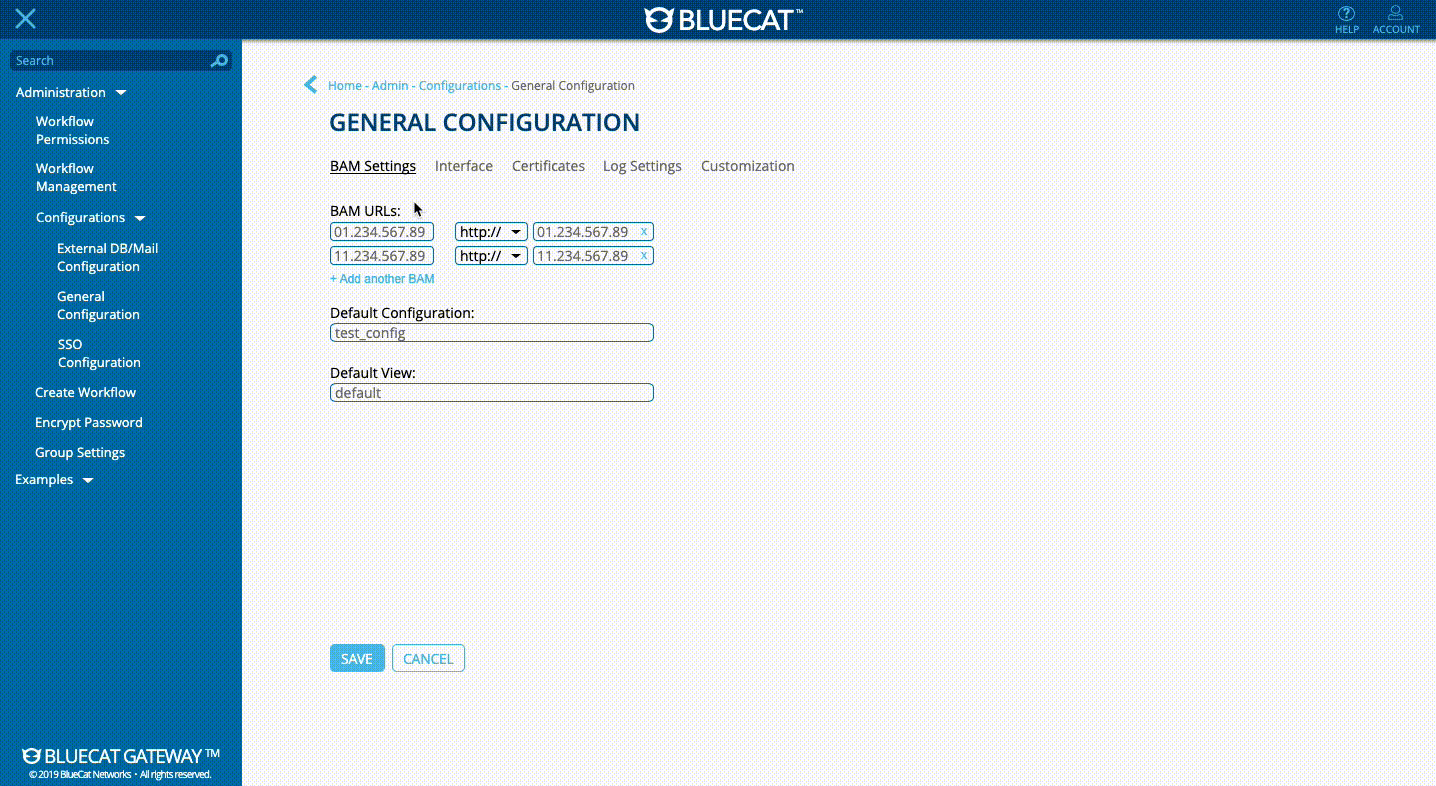 BLUECAT™
HELP
ACCOUNT
Search
Administration
Workflow
Permissions
Workflow
Management
Configurations
External DB/Mail
Configuration
General
Configuration
SSO
Configuration
Create Workflow
Encrypt Password
Group Settings
Examples
BLUECAT GATEWAY™
© 2019 BlueCat Networks • All rights reserved.
Home - Admin - Configurations - General Configuration
GENERAL CONFIGURATION
BAM Settings Interface Certificates Log Settings Customization
BAM URLs:
01.234.567.89 http:// 01.234.567.89 x
11.234.567.89 http:// 11.234.567.89 x
+ Add another BAM
Default Configuration:
test_config
Default View:
default
SAVE CANCEL